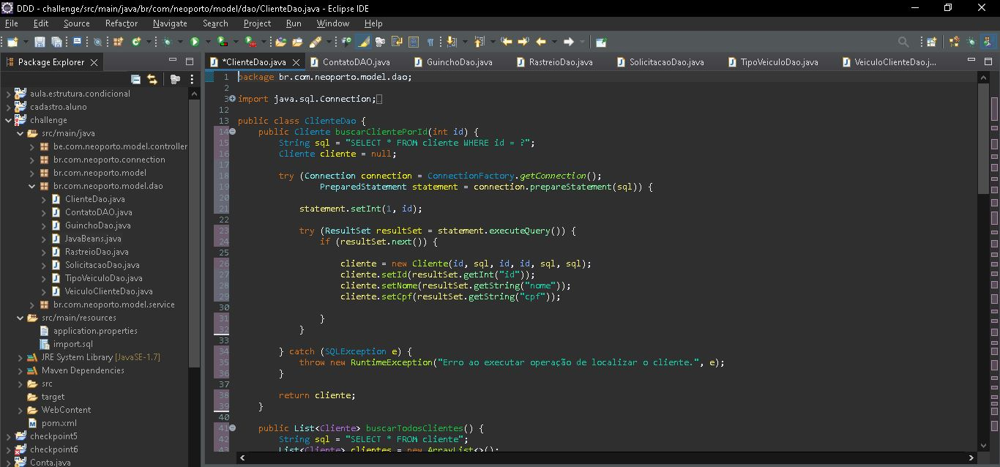 DDD - challenge/src/main/java/br/com/neoporto/model/dao/ClienteDao.java - Eclipse IDE
File Edit Source Refactor Navigate Search Project Run Window Help
Package Explorer
*ClienteDao.java ContatoDAO.java GuinchoDao.java RastreioDao.java SolicitacaoDao.java TipoVeiculoDao.java VeiculoClienteDao.j...
aula.estrutura.condicional
cadastro.aluno
challenge
src/main/java
be.com.neoporto.model.controller
br.com.neoporto.connection
br.com.neoporto.model
br.com.neoporto.model.dao
ClienteDao.java
ContatoDAO.java
GuinchoDao.java
JavaBeans.java
RastreioDao.java
SolicitacaoDao.java
TipoVeiculoDao.java
VeiculoClienteDao.java
br.com.neoporto.model.service
src/main/resources
application.properties
import.sql
JRE System Library [JavaSE-1.7]
Maven Dependencies
src
target
WebContent
pom.xml
checkpoint5
checkpoint6
Conta.java
1 package br.com.neoporto.model.dao;
2
3 import java.sql.Connection;
12
13 public class ClienteDao {
14 public Cliente buscarClientePorId(int id) {
15 String sql = "SELECT * FROM cliente WHERE id = ?";
16 Cliente cliente = null;
17
18 try (Connection connection = ConnectionFactory.getConnection();
19 PreparedStatement statement = connection.prepareStatement(sql)) {
20
21 statement.setInt(1, id);
22
23 try (ResultSet resultSet = statement.executeQuery()) {
24 if (resultSet.next()) {
25
26 cliente = new Cliente(id, sql, id, id, sql, sql);
27 cliente.setId(resultSet.getInt("id"));
28 cliente.setNome(resultSet.getString("nome"));
29 cliente.setCpf(resultSet.getString("cpf"));
30
31 }
32 }
33
34 } catch (SQLException e) {
35 throw new RuntimeException("Erro ao executar operação de localizar o cliente.", e);
36 }
37
38 return cliente;
39 }
40
41 public List<Cliente> buscarTodosClientes() {
42 String sql = "SELECT * FROM cliente";
43 List<Cliente> clientes = new ArrayList<>();